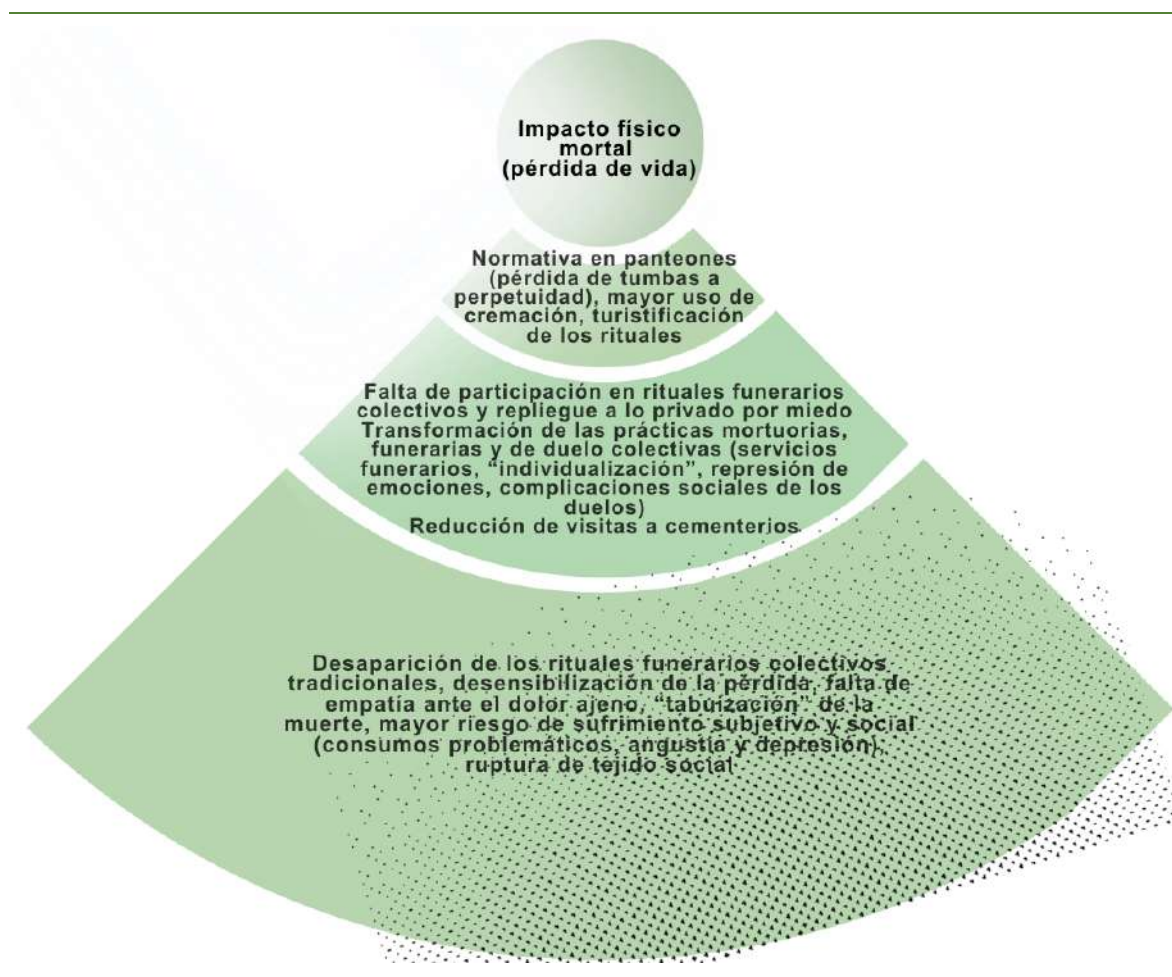 Impacto físico
mortal
(pérdida de vida)
Normativa en panteones
(pérdida de tumbas a
perpetuidad), mayor uso de
cremación, turistificación
de los rituales
Falta de participación en rituales funerarios
colectivos y repliegue a lo privado por miedo
Transformación de las prácticas mortuorias,
funerarias y de duelo colectivas (servicios
funerarios, “individualización”, represión de
emociones, complicaciones sociales de los
duelos)
Reducción de visitas a cementerios
Desaparición de los rituales funerarios colectivos
tradicionales, desensibilización de la pérdida, falta de
empatía ante el dolor ajeno, “tabuización” de la
muerte, mayor riesgo de sufrimiento subjetivo y social
(consumos problemáticos, angustia y depresión),
ruptura de tejido social